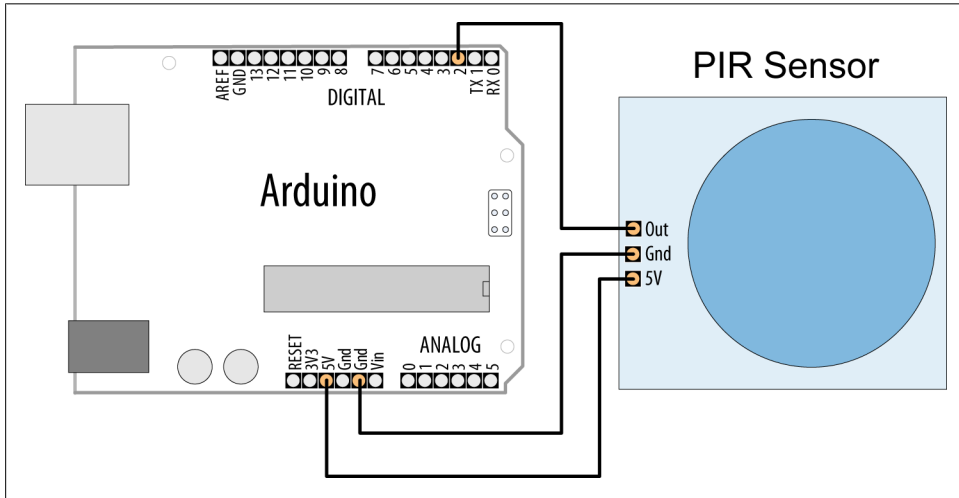 AREF
GND
13
12
11
10
9
8
7
6
5
4
3
2
TX 1
RX 0
DIGITAL
PIR Sensor
Arduino
Out
Gnd
5V
RESET
3V3
5V
Gnd
Gnd
Vin
ANALOG
0
1
2
3
4
5